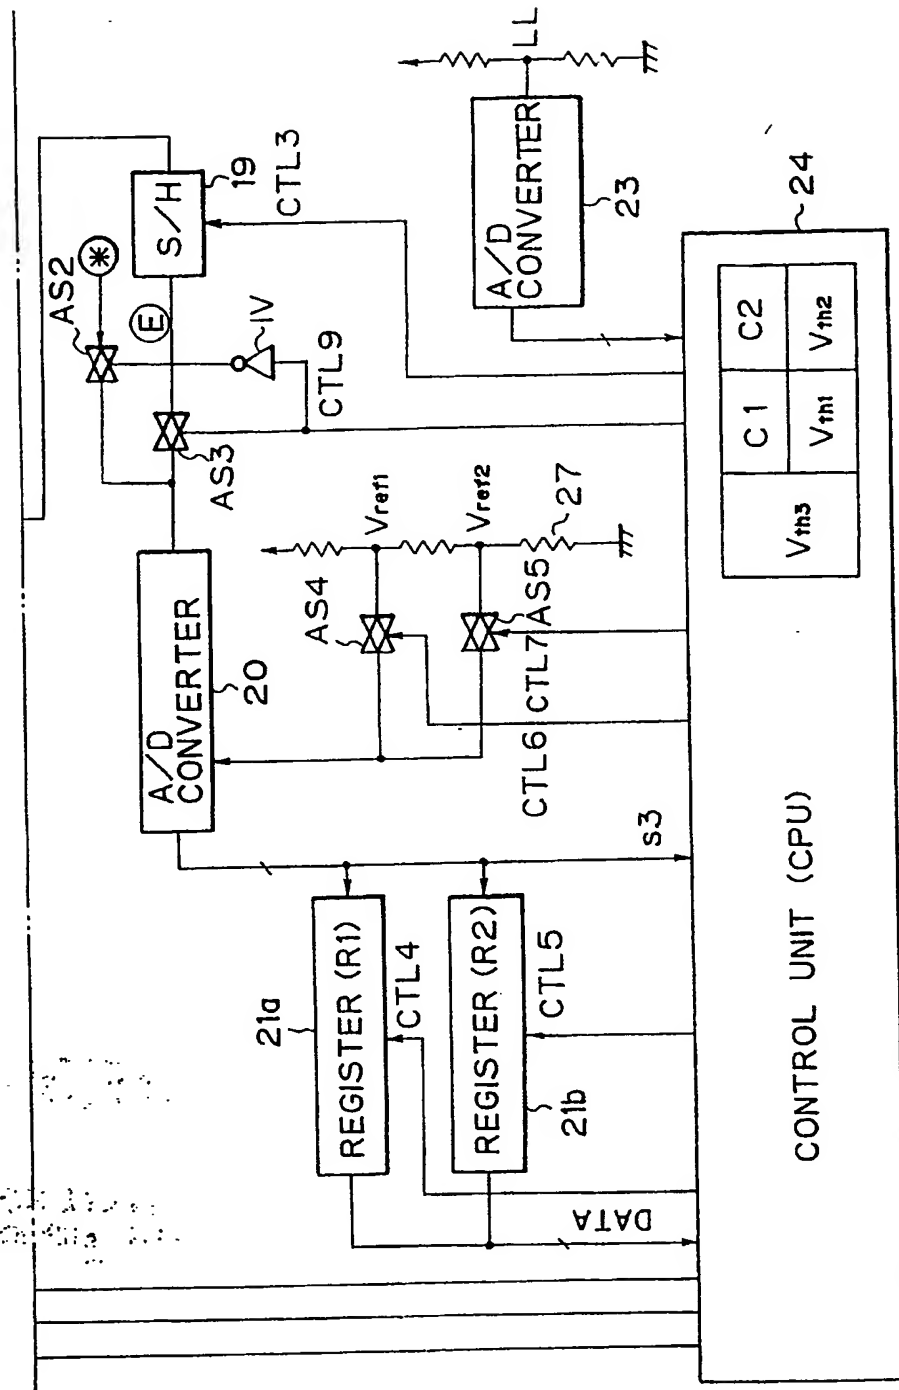 S/H
19
CTL3
AS2
*
E
IV
CTL9
AS3
A/D
CONVERTER
20
A/D
CONVERTER
23
LL
Vref1
Vref2
27
AS4
AS5
CTL6
CTL7
s3
21a
REGISTER (R1)
CTL4
REGISTER (R2)
CTL5
21b
DATA
24
Vth3
C1
C2
Vth1
Vth2
CONTROL UNIT (CPU)